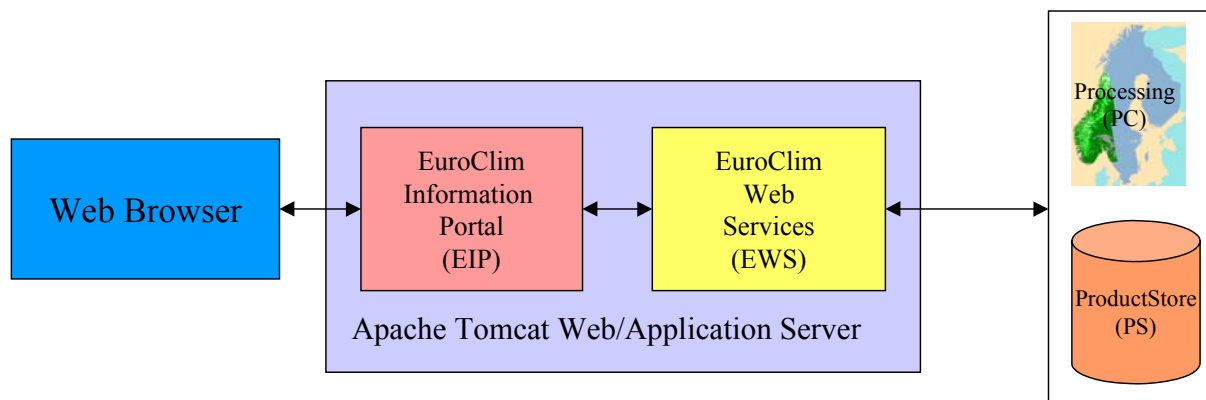 Web Browser
EuroClim
Information
Portal
(EIP)
EuroClim
Web
Services
(EWS)
Apache Tomcat Web/Application Server
Processing
(PC)
ProductStore
(PS)